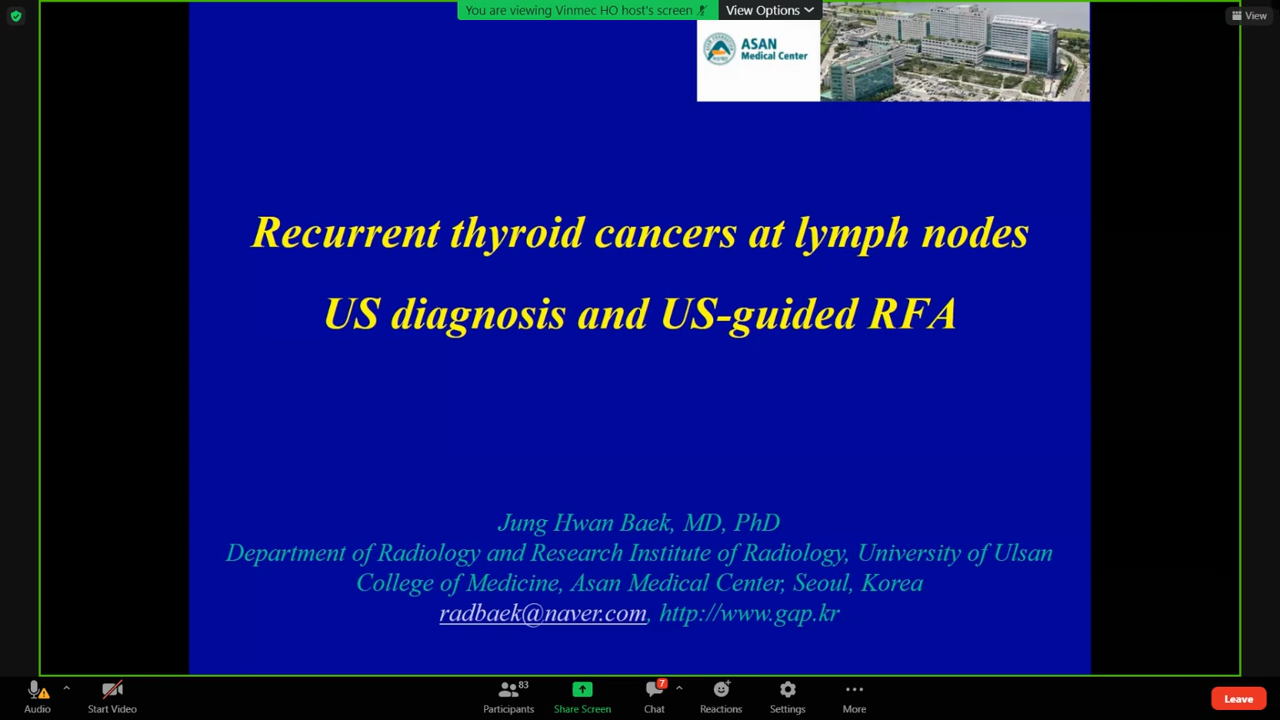 You are viewing Vinmec HO host's screen
View Options
View
ASAN
Medical Center
Recurrent thyroid cancers at lymph nodes
US diagnosis and US-guided RFA
Jung Hwan Baek, MD, PhD
Department of Radiology and Research Institute of Radiology, University of Ulsan
College of Medicine, Asan Medical Center, Seoul, Korea
radbaek@naver.com, http://www.gap.kr
Audio
Start Video
Participants
83
Share Screen
Chat
7
Reactions
Settings
More
Leave